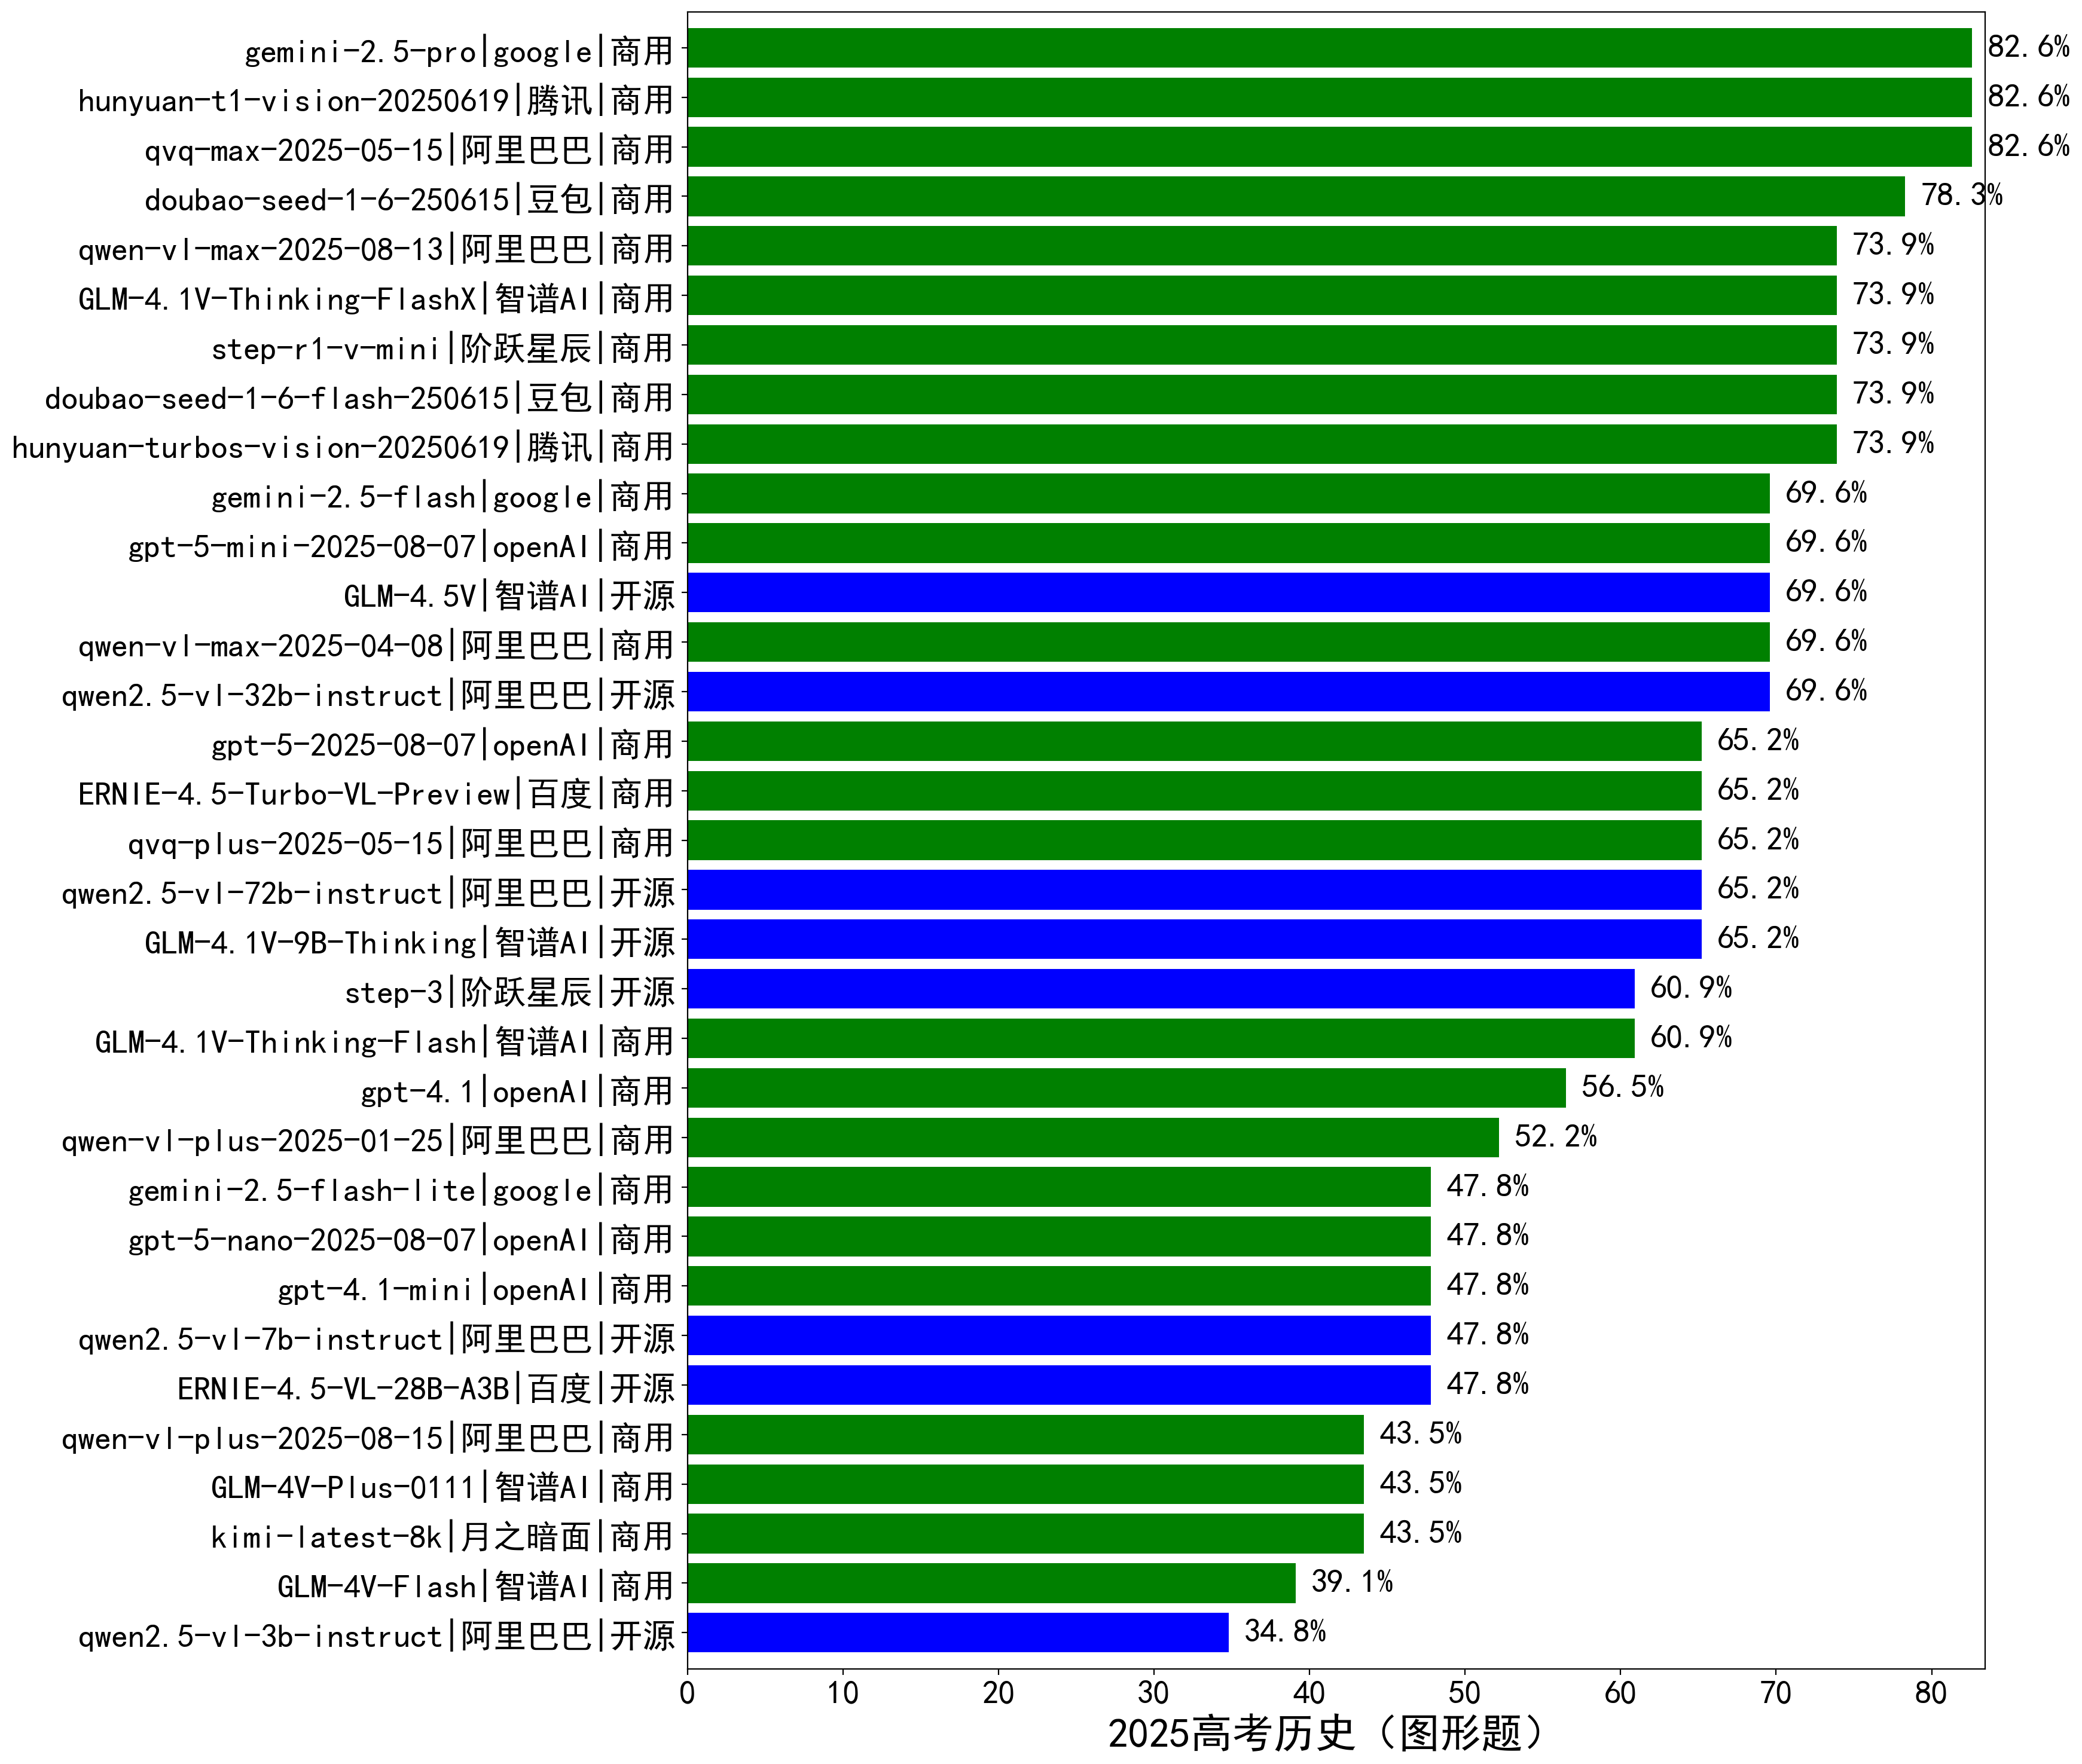 gemini-2.5-pro|google|商用 82.6%
hunyuan-t1-vision-20250619|腾讯|商用 82.6%
qvq-max-2025-05-15|阿里巴巴|商用 82.6%
doubao-seed-1-6-250615|豆包|商用 78.3%
qwen-vl-max-2025-08-13|阿里巴巴|商用 73.9%
GLM-4.1V-Thinking-FlashX|智谱AI|商用 73.9%
step-r1-v-mini|阶跃星辰|商用 73.9%
doubao-seed-1-6-flash-250615|豆包|商用 73.9%
hunyuan-turbos-vision-20250619|腾讯|商用 73.9%
gemini-2.5-flash|google|商用 69.6%
gpt-5-mini-2025-08-07|openAI|商用 69.6%
GLM-4.5V|智谱AI|开源 69.6%
qwen-vl-max-2025-04-08|阿里巴巴|商用 69.6%
qwen2.5-vl-32b-instruct|阿里巴巴|开源 69.6%
gpt-5-2025-08-07|openAI|商用 65.2%
ERNIE-4.5-Turbo-VL-Preview|百度|商用 65.2%
qvq-plus-2025-05-15|阿里巴巴|商用 65.2%
qwen2.5-vl-72b-instruct|阿里巴巴|开源 65.2%
GLM-4.1V-9B-Thinking|智谱AI|开源 65.2%
step-3|阶跃星辰|开源 60.9%
GLM-4.1V-Thinking-Flash|智谱AI|商用 60.9%
gpt-4.1|openAI|商用 56.5%
qwen-vl-plus-2025-01-25|阿里巴巴|商用 52.2%
gemini-2.5-flash-lite|google|商用 47.8%
gpt-5-nano-2025-08-07|openAI|商用 47.8%
gpt-4.1-mini|openAI|商用 47.8%
qwen2.5-vl-7b-instruct|阿里巴巴|开源 47.8%
ERNIE-4.5-VL-28B-A3B|百度|开源 47.8%
qwen-vl-plus-2025-08-15|阿里巴巴|商用 43.5%
GLM-4V-Plus-0111|智谱AI|商用 43.5%
kimi-latest-8k|月之暗面|商用 43.5%
GLM-4V-Flash|智谱AI|商用 39.1%
qwen2.5-vl-3b-instruct|阿里巴巴|开源 34.8%
0 10 20 30 40 50 60 70 80
2025高考历史（图形题）